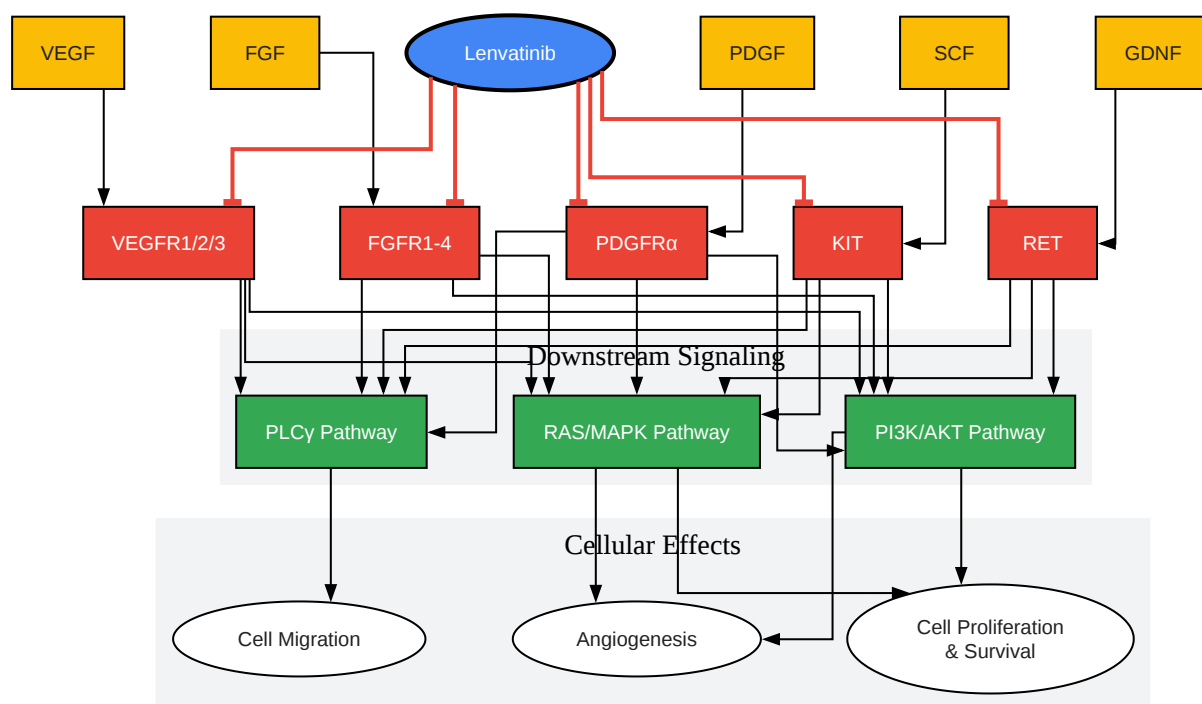 VEGF
FGF
Lenvatinib
PDGF
SCF
GDNF
VEGFR1/2/3
FGFR1-4
PDGFRα
KIT
RET
Downstream Signaling
PLCγ Pathway
RAS/MAPK Pathway
PI3K/AKT Pathway
Cellular Effects
Cell Migration
Angiogenesis
Cell Proliferation
& Survival